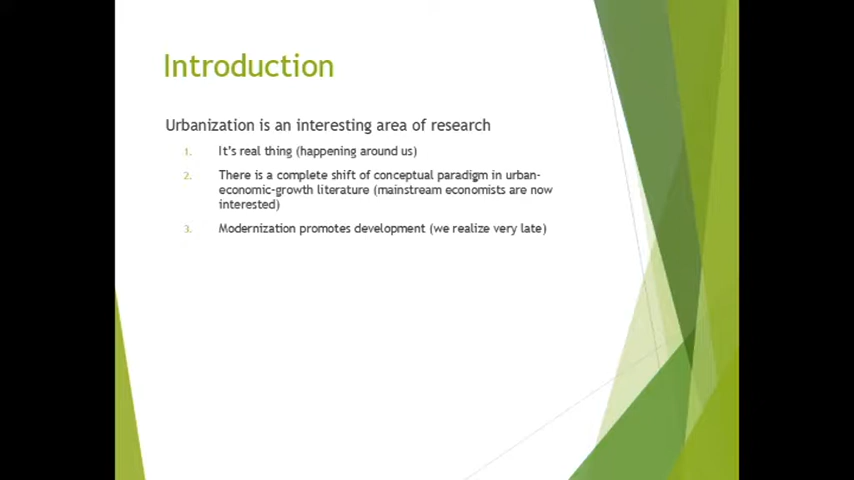 Introduction
Urbanization is an interesting area of research
1. It's real thing (happening around us)
2. There is a complete shift of conceptual paradigm in urban-
economic-growth literature (mainstream economists are now
interested)
3. Modernization promotes development (we realize very late)